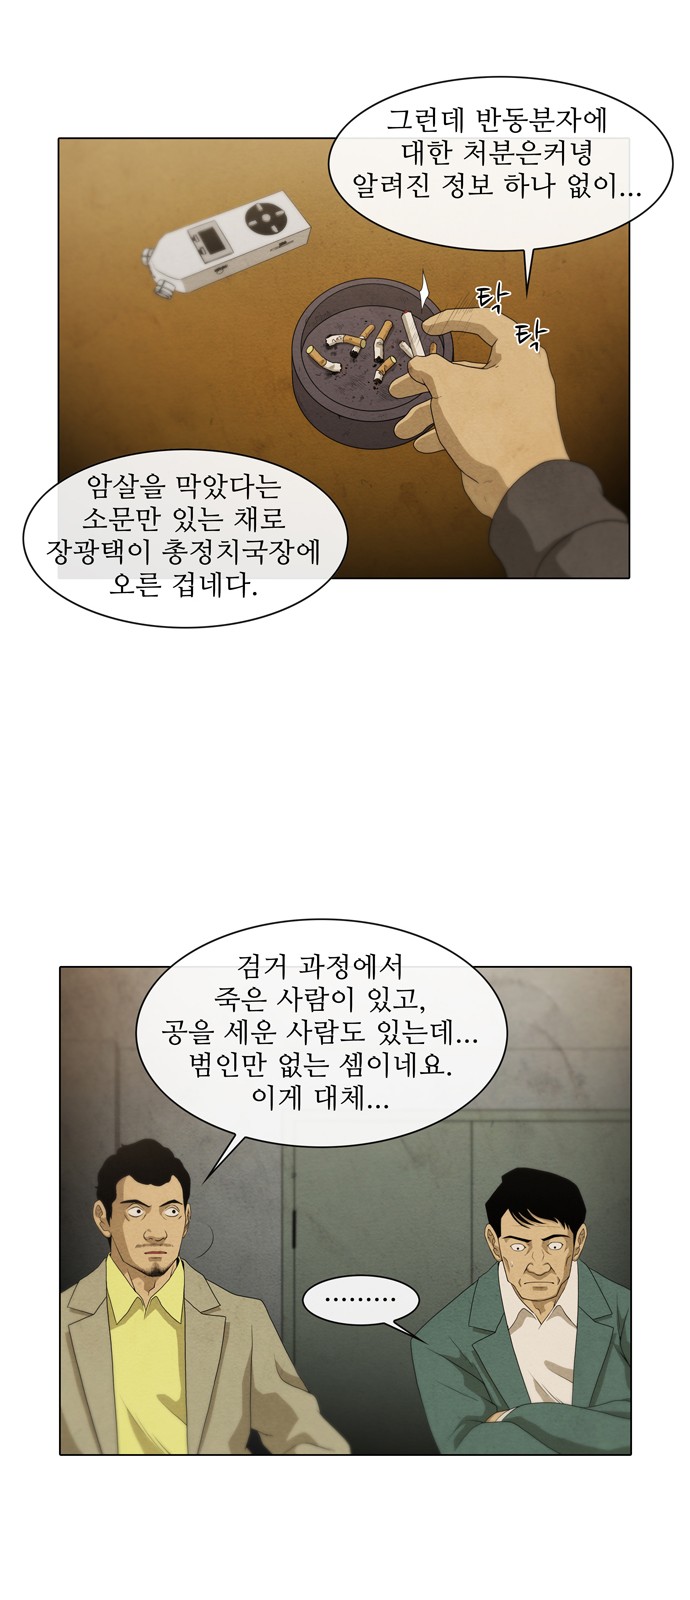 그런데 반동분자에
대한 처분은커녕
알려진 정보 하나 없이...
탁
탁
암살을 막았다는
소문만 있는 채로
장광택이 총정치국장에
오른 겁네다.
검거 과정에서
죽은 사람이 있고,
공을 세운 사람도 있는데...
범인만 없는 셈이네요.
이게 대체...
.........